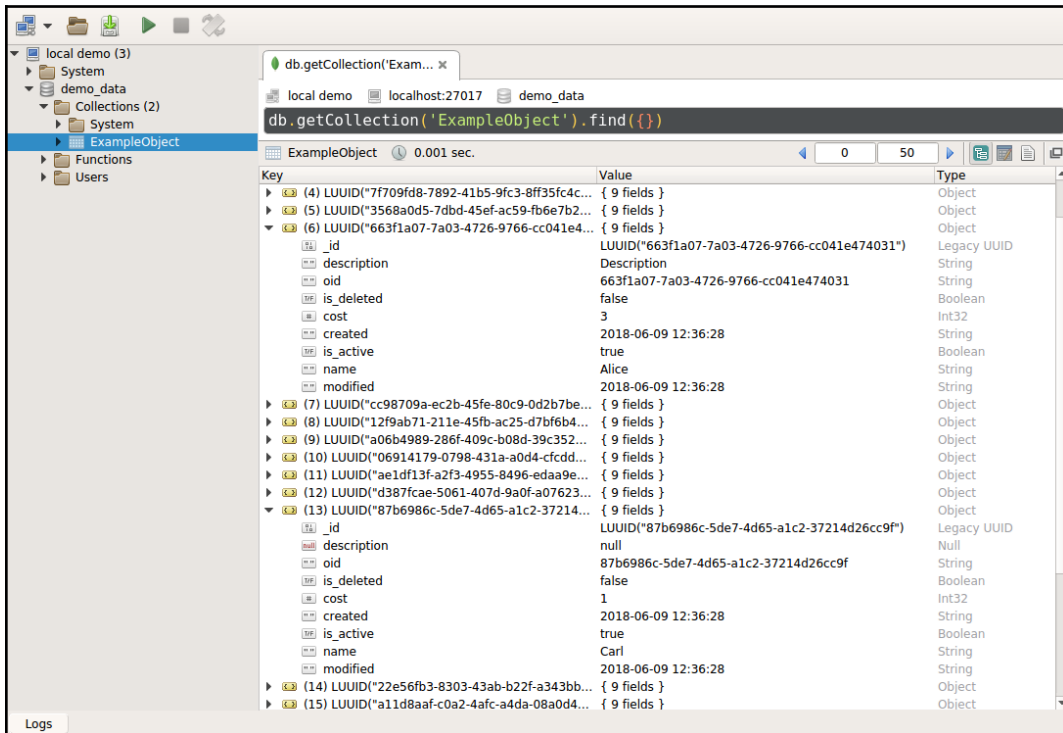 local demo (3)
System
demo_data
Collections (2)
System
ExampleObject
Functions
Users
db.getCollection('Exam...
local demo localhost:27017 demo_data
db.getCollection('ExampleObject').find({})
ExampleObject 0.001 sec. 0 50
Key Value Type
(4) LUUID("7f709fd8-7892-41b5-9fc3-8ff35fc4c... { 9 fields } Object
(5) LUUID("3568a0d5-7dbd-45ef-ac59-fb6e7b2... { 9 fields } Object
(6) LUUID("663f1a07-7a03-4726-9766-cc041e4... { 9 fields } Object
_id LUUID("663f1a07-7a03-4726-9766-cc041e474031") Legacy UUID
description Description String
oid 663f1a07-7a03-4726-9766-cc041e474031 String
is_deleted false Boolean
cost 3 Int32
created 2018-06-09 12:36:28 String
is_active true Boolean
name Alice String
modified 2018-06-09 12:36:28 String
(7) LUUID("cc98709a-ec2b-45fe-80c9-0d2b7be... { 9 fields } Object
(8) LUUID("12f9ab71-211e-45fb-ac25-d7bf6b4... { 9 fields } Object
(9) LUUID("a06b4989-286f-409c-b08d-39c352... { 9 fields } Object
(10) LUUID("06914179-0798-431a-a0d4-cfcdd... { 9 fields } Object
(11) LUUID("ae1df13f-a2f3-4955-8496-edaa9e... { 9 fields } Object
(12) LUUID("d387fcae-5061-407d-9a0f-a07623... { 9 fields } Object
(13) LUUID("87b6986c-5de7-4d65-a1c2-37214... { 9 fields } Object
_id LUUID("87b6986c-5de7-4d65-a1c2-37214d26cc9f") Legacy UUID
description null Null
oid 87b6986c-5de7-4d65-a1c2-37214d26cc9f String
is_deleted false Boolean
cost 1 Int32
created 2018-06-09 12:36:28 String
is_active true Boolean
name Carl String
modified 2018-06-09 12:36:28 String
(14) LUUID("22e56fb3-8303-43ab-b22f-a343bb... { 9 fields } Object
(15) LUUID("a11d8aaf-c0a2-4afc-a4da-08a0d4... { 9 fields } Object
Logs